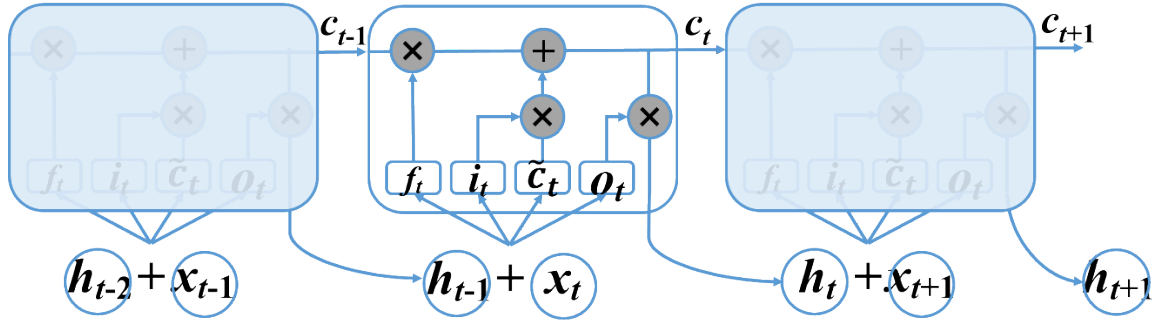 c_{t-1} c_t c_{t+1}
× + × + × +
× × × × × ×
f_t i_t c̃_t o_t f_t i_t c̃_t o_t f_t i_t c̃_t o_t
h_{t-2} + x_{t-1} h_{t-1} + x_t h_t + x_{t+1} h_{t+1}